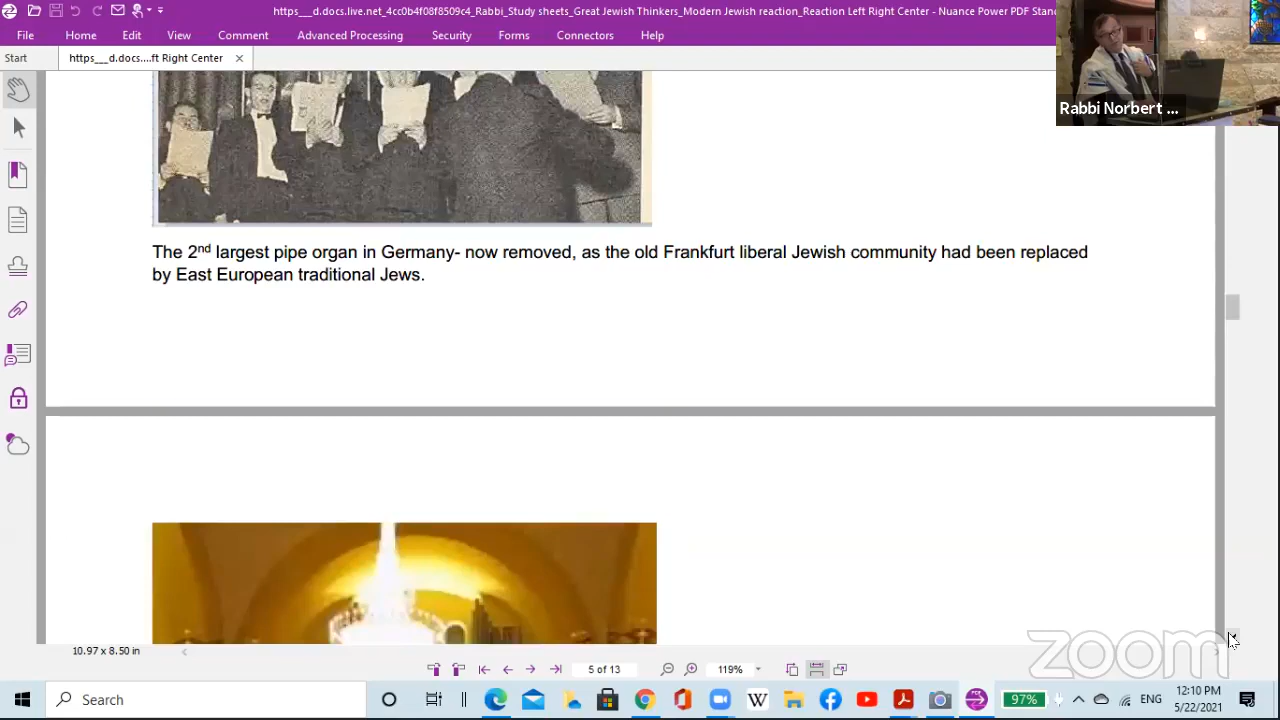 https___d.docs.live.net_4cc0b4f08f8509c4_Rabbi_Study sheets_Great Jewish Thinkers_Modern Jewish reaction_Reaction Left Right Center - Nuance Power PDF Stan
File Home Edit View Comment Advanced Processing Security Forms Connectors Help
Start
https___d.docs....ft Right Center
Rabbi Norbert ...
The 2nd largest pipe organ in Germany- now removed, as the old Frankfurt liberal Jewish community had been replaced
by East European traditional Jews.
zoom
10.97 x 8.50 in
5 of 13
119%
Search
97%
ENG
12:10 PM
5/22/2021